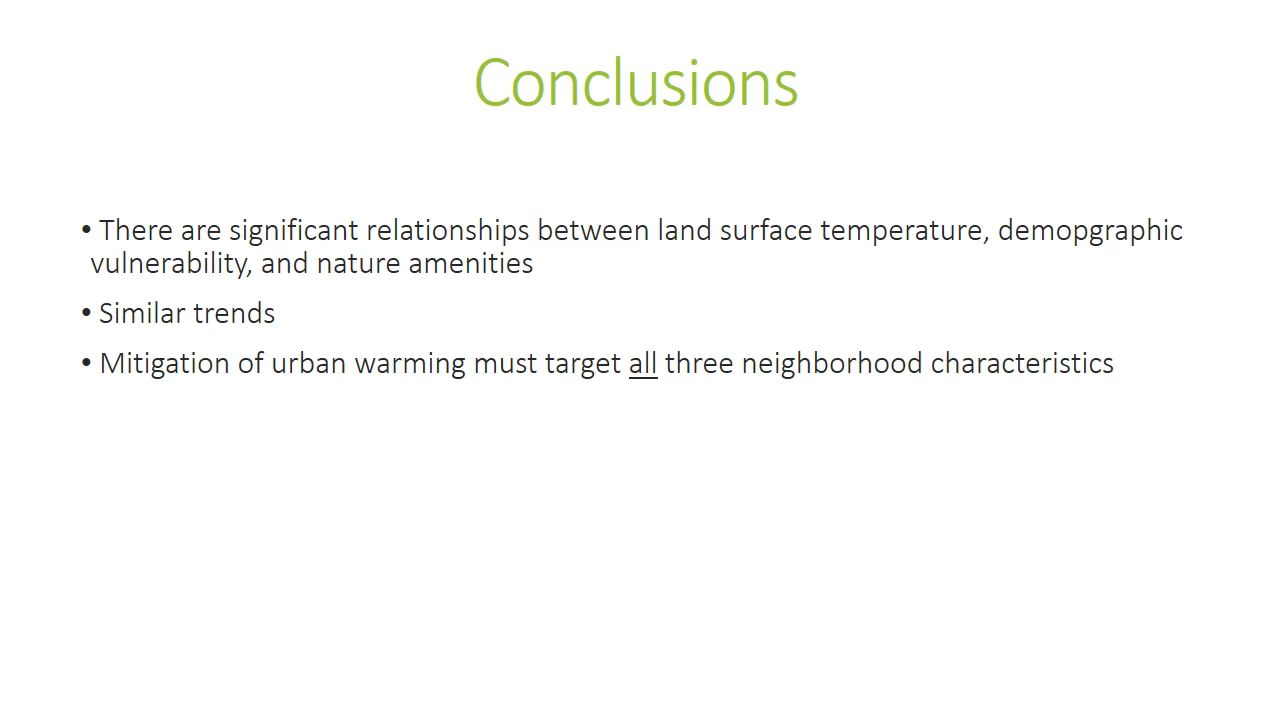 Conclusions
• There are significant relationships between land surface temperature, demopgraphic
vulnerability, and nature amenities
• Similar trends
• Mitigation of urban warming must target all three neighborhood characteristics